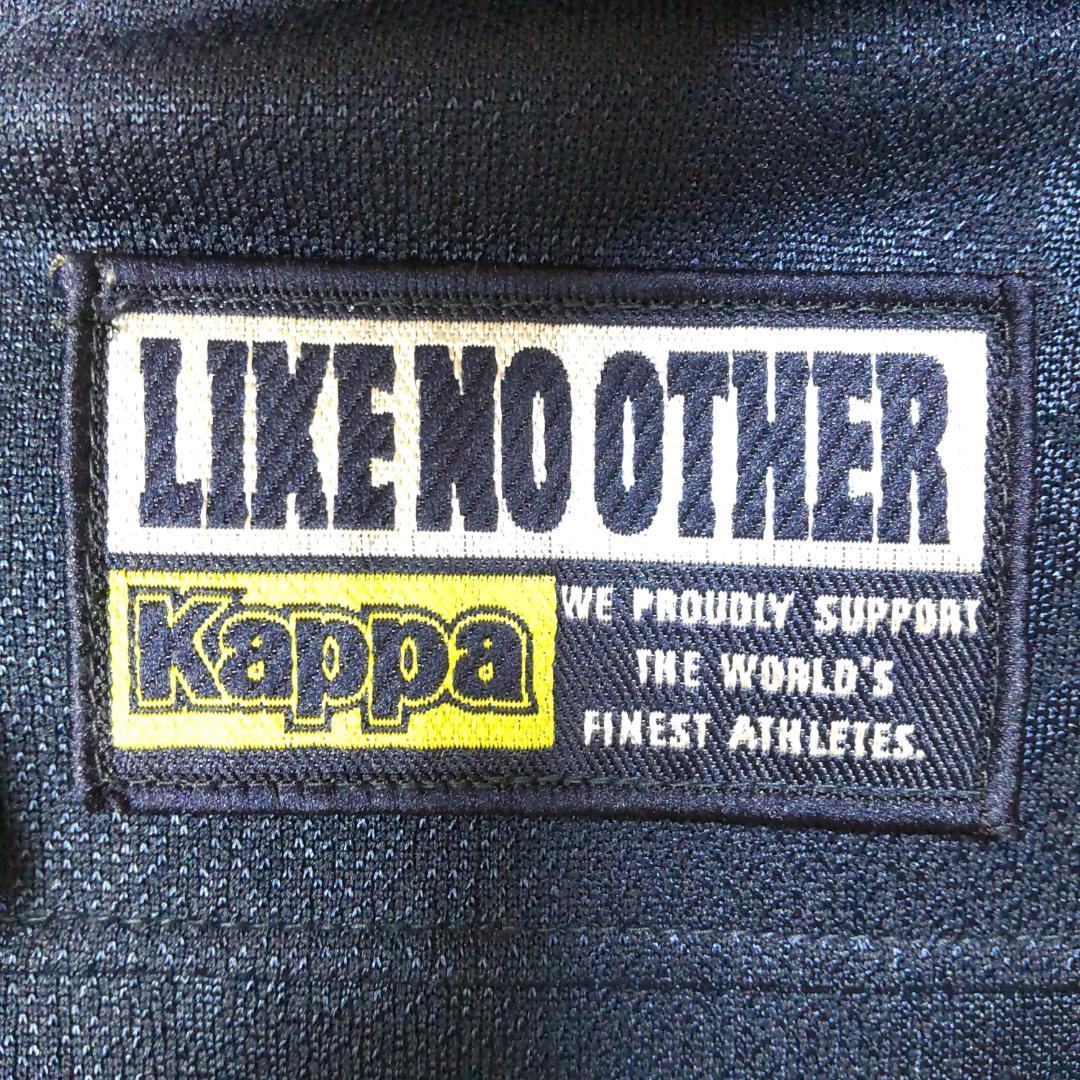 LIKE NO OTHER
Kappa
WE PROUDLY SUPPORT
THE WORLD'S
FINEST ATHLETES.